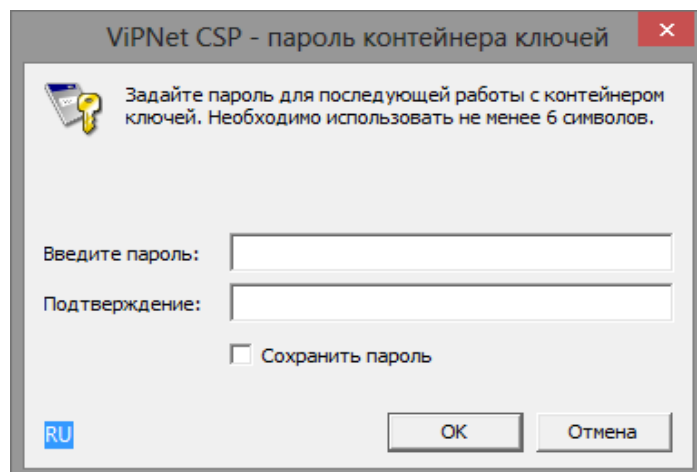 ViPNet CSP - пароль контейнера ключей
Задайте пароль для последующей работы с контейнером
ключей. Необходимо использовать не менее 6 символов.
Введите пароль:
Подтверждение:
Сохранить пароль
RU
OK
Отмена